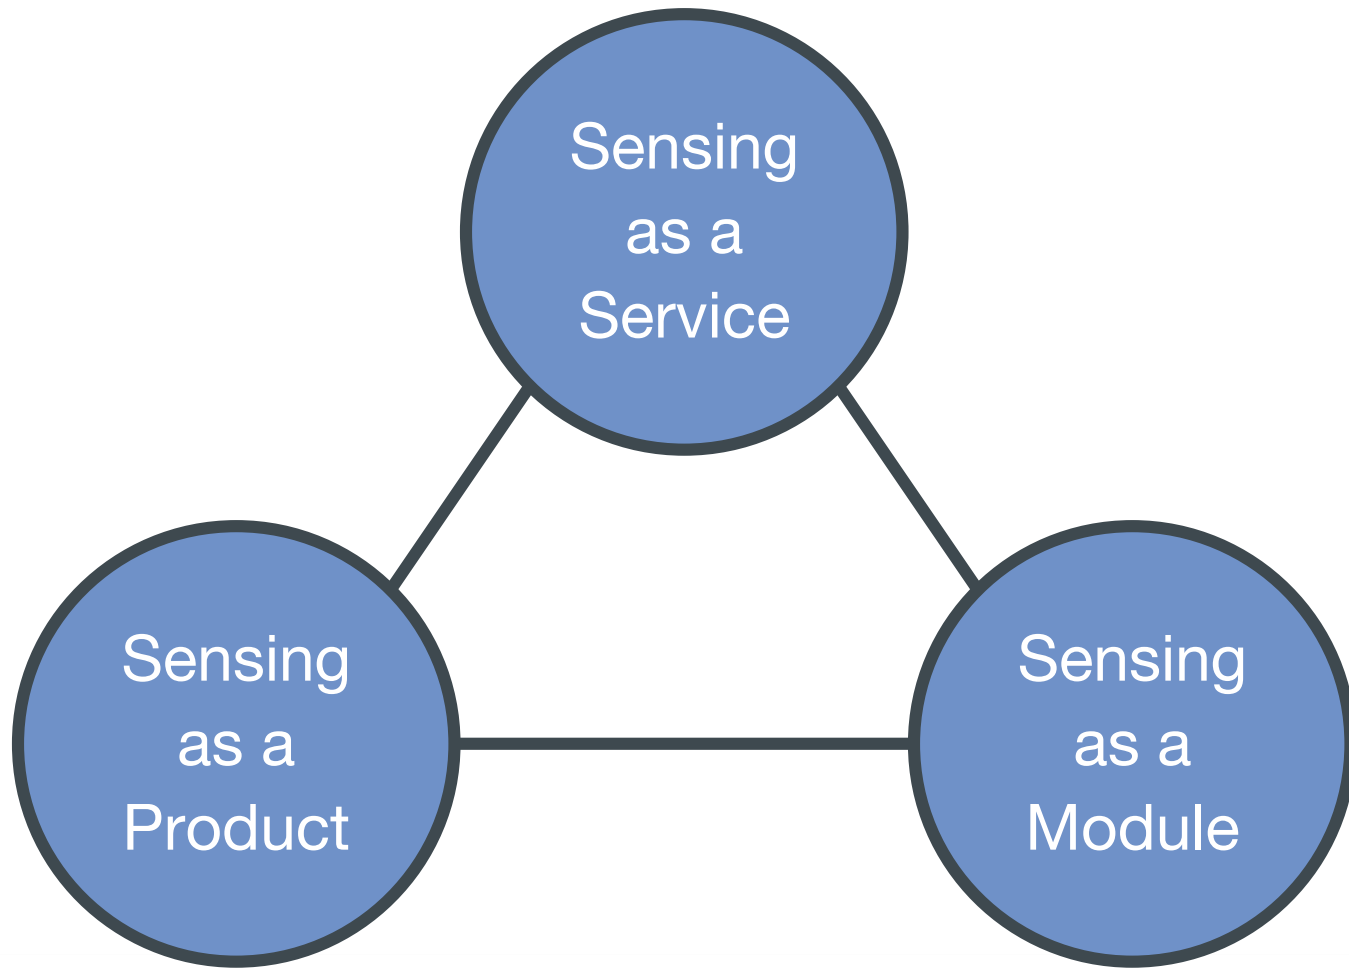 Sensing
as a
Service
Sensing
as a
Product
Sensing
as a
Module